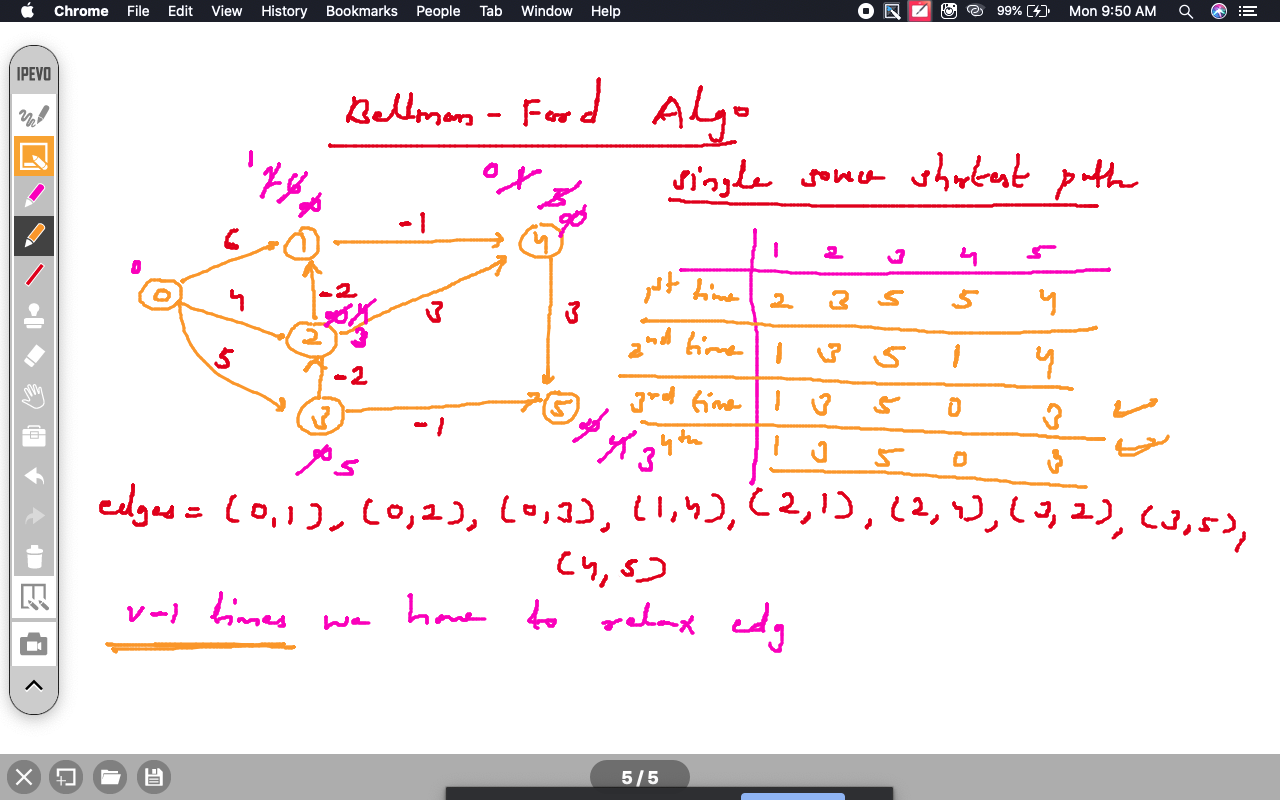 Chrome File Edit View History Bookmarks People Tab Window Help 99% Mon 9:50 AM
IPEVO
Bellman - Ford Algo
single source shortest path
0
1 2 6 ∞
0 1 5 ∞
6 -1
0 1 4
4 -2 3 3
∞ 4
2 3
5 -2
3 -1 5
∞ 5
∞ 4 3
1 2 3 4 5
1st time 2 3 5 5 4
2nd time 1 3 5 1 4
3rd time 1 3 5 0 3
4th 1 3 5 0 3
edges = (0,1), (0,2), (0,3), (1,4), (2,1), (2,4), (3,2), (3,5),
(4,5)
v-1 times we have to relax edg
5 / 5